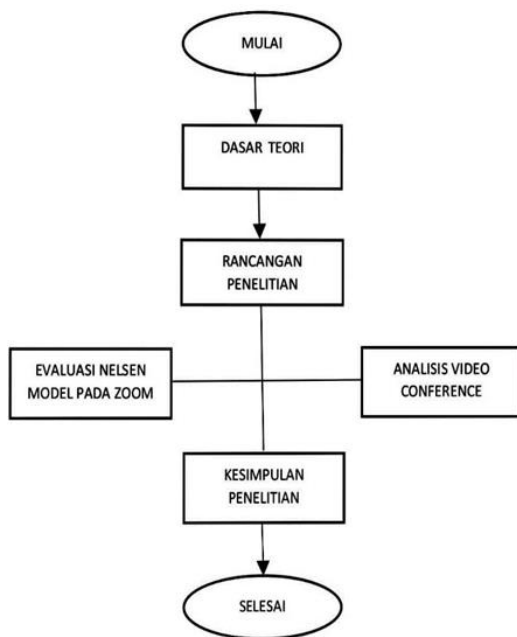 MULAI
DASAR TEORI
RANCANGAN
PENELITIAN
EVALUASI NELSEN
MODEL PADA ZOOM
ANALISIS VIDEO
CONFERENCE
KESIMPULAN
PENELITIAN
SELESAI